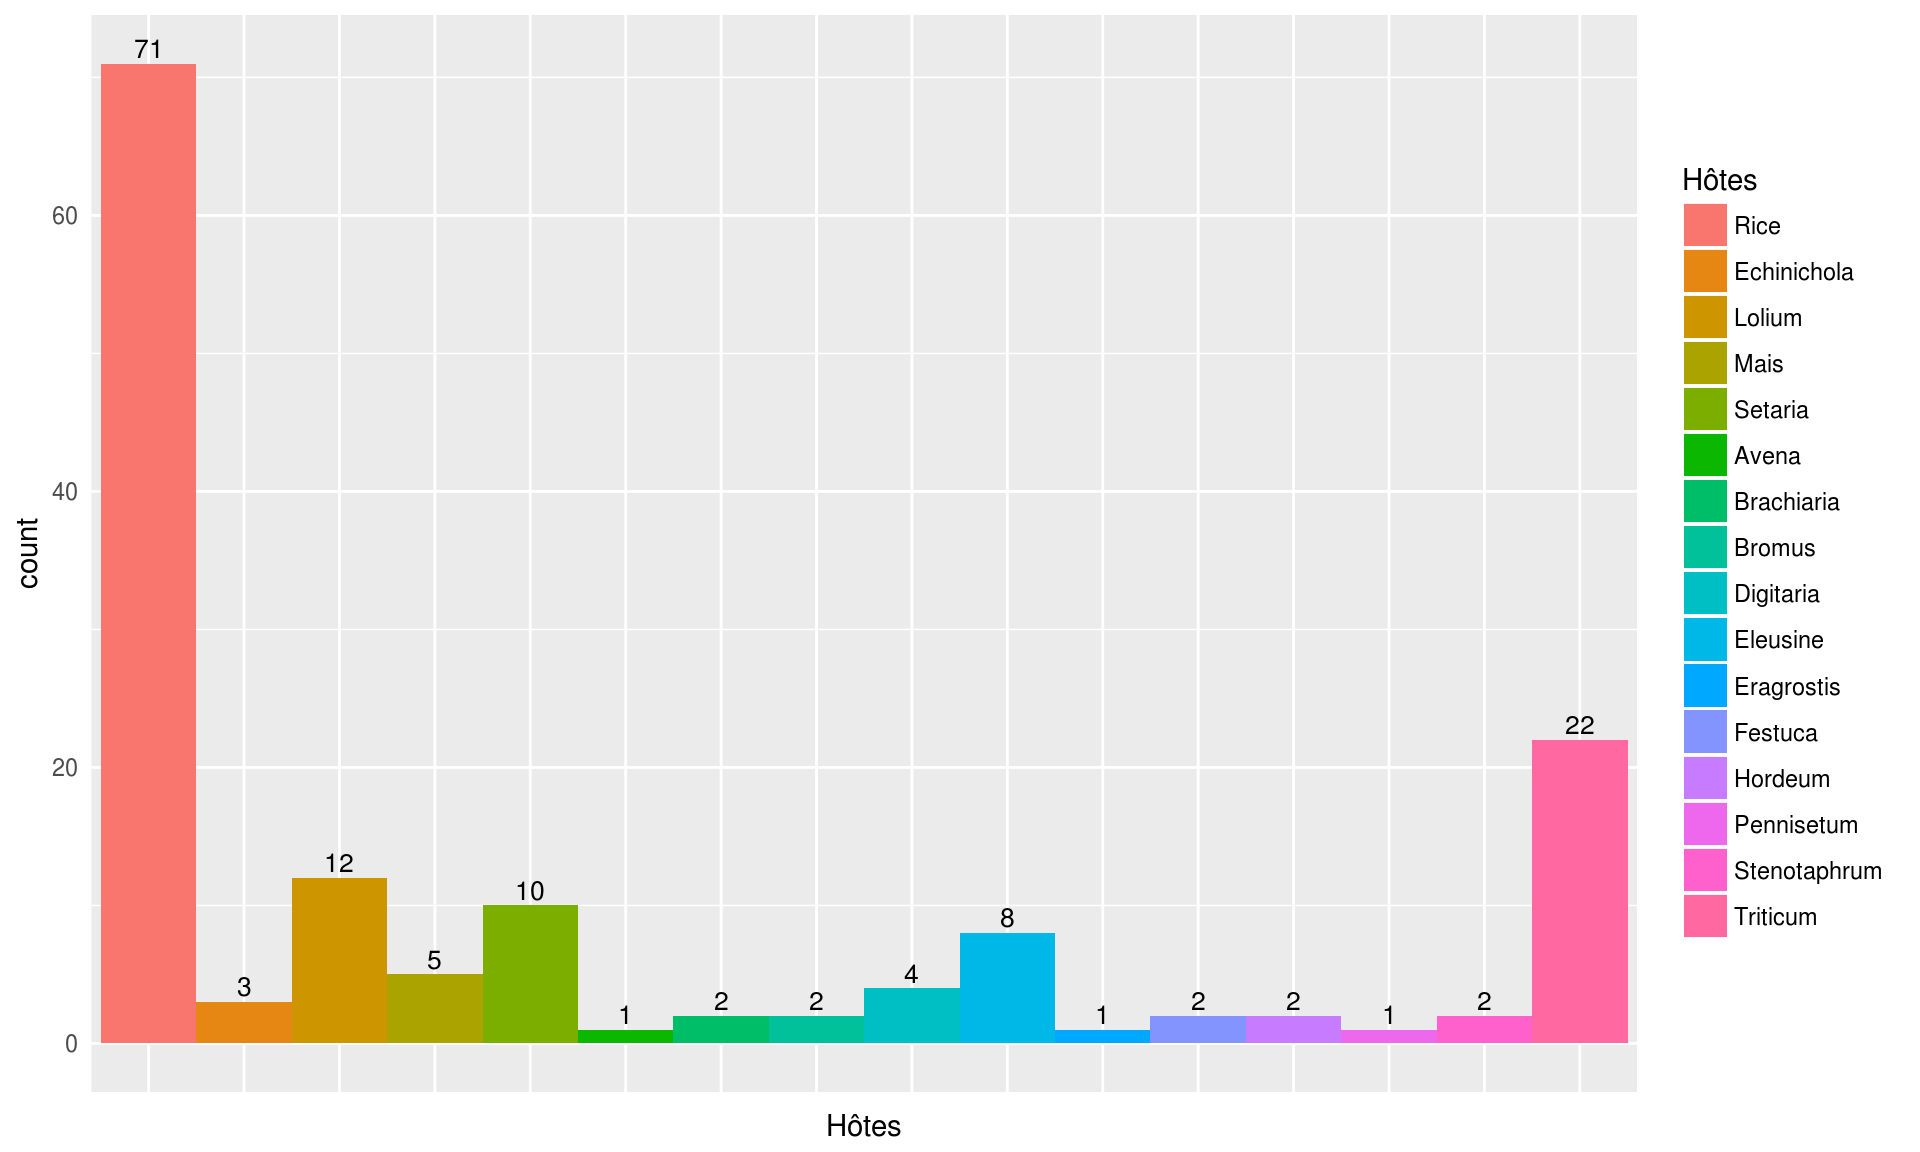 71
3
12
5
10
1
2
2
4
8
1
2
2
1
2
22
60
40
20
0
count
Hôtes
Hôtes
Rice
Echinichola
Lolium
Mais
Setaria
Avena
Brachiaria
Bromus
Digitaria
Eleusine
Eragrostis
Festuca
Hordeum
Pennisetum
Stenotaphrum
Triticum